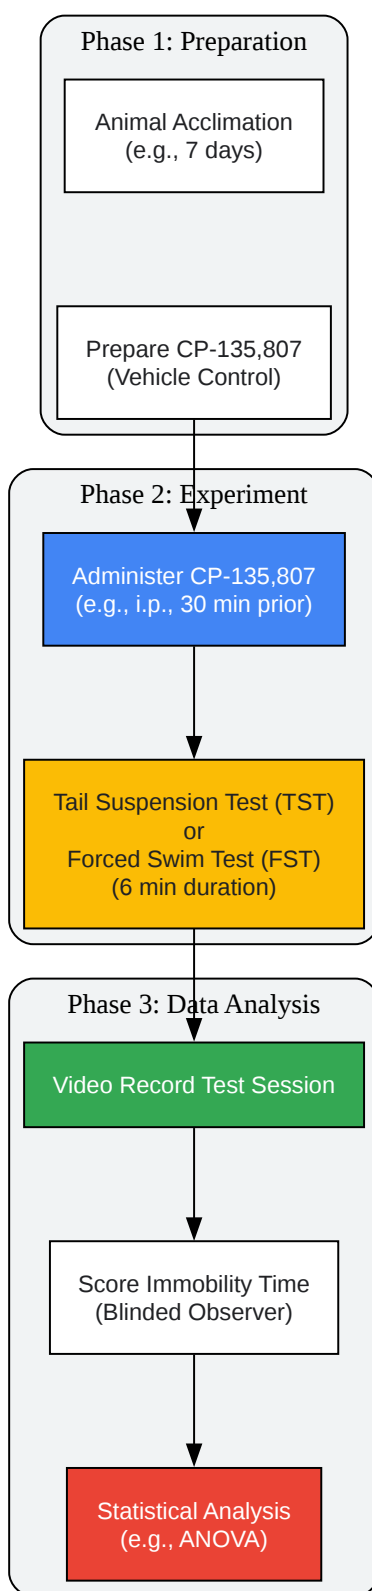 Phase 1: Preparation
Animal Acclimation
(e.g., 7 days)
Prepare CP-135,807
(Vehicle Control)
Phase 2: Experiment
Administer CP-135,807
(e.g., i.p., 30 min prior)
Tail Suspension Test (TST)
or
Forced Swim Test (FST)
(6 min duration)
Phase 3: Data Analysis
Video Record Test Session
Score Immobility Time
(Blinded Observer)
Statistical Analysis
(e.g., ANOVA)